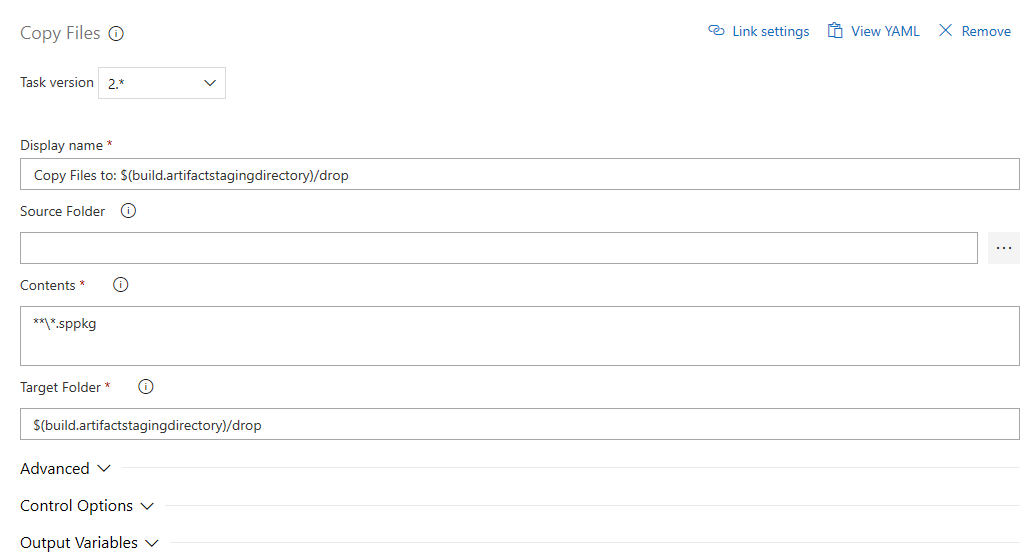 Copy Files
Link settings View YAML Remove
Task version 2.*
Display name *
Copy Files to: $(build.artifactstagingdirectory)/drop
Source Folder
...
Contents *
**\*.sppkg
Target Folder *
$(build.artifactstagingdirectory)/drop
Advanced
Control Options
Output Variables